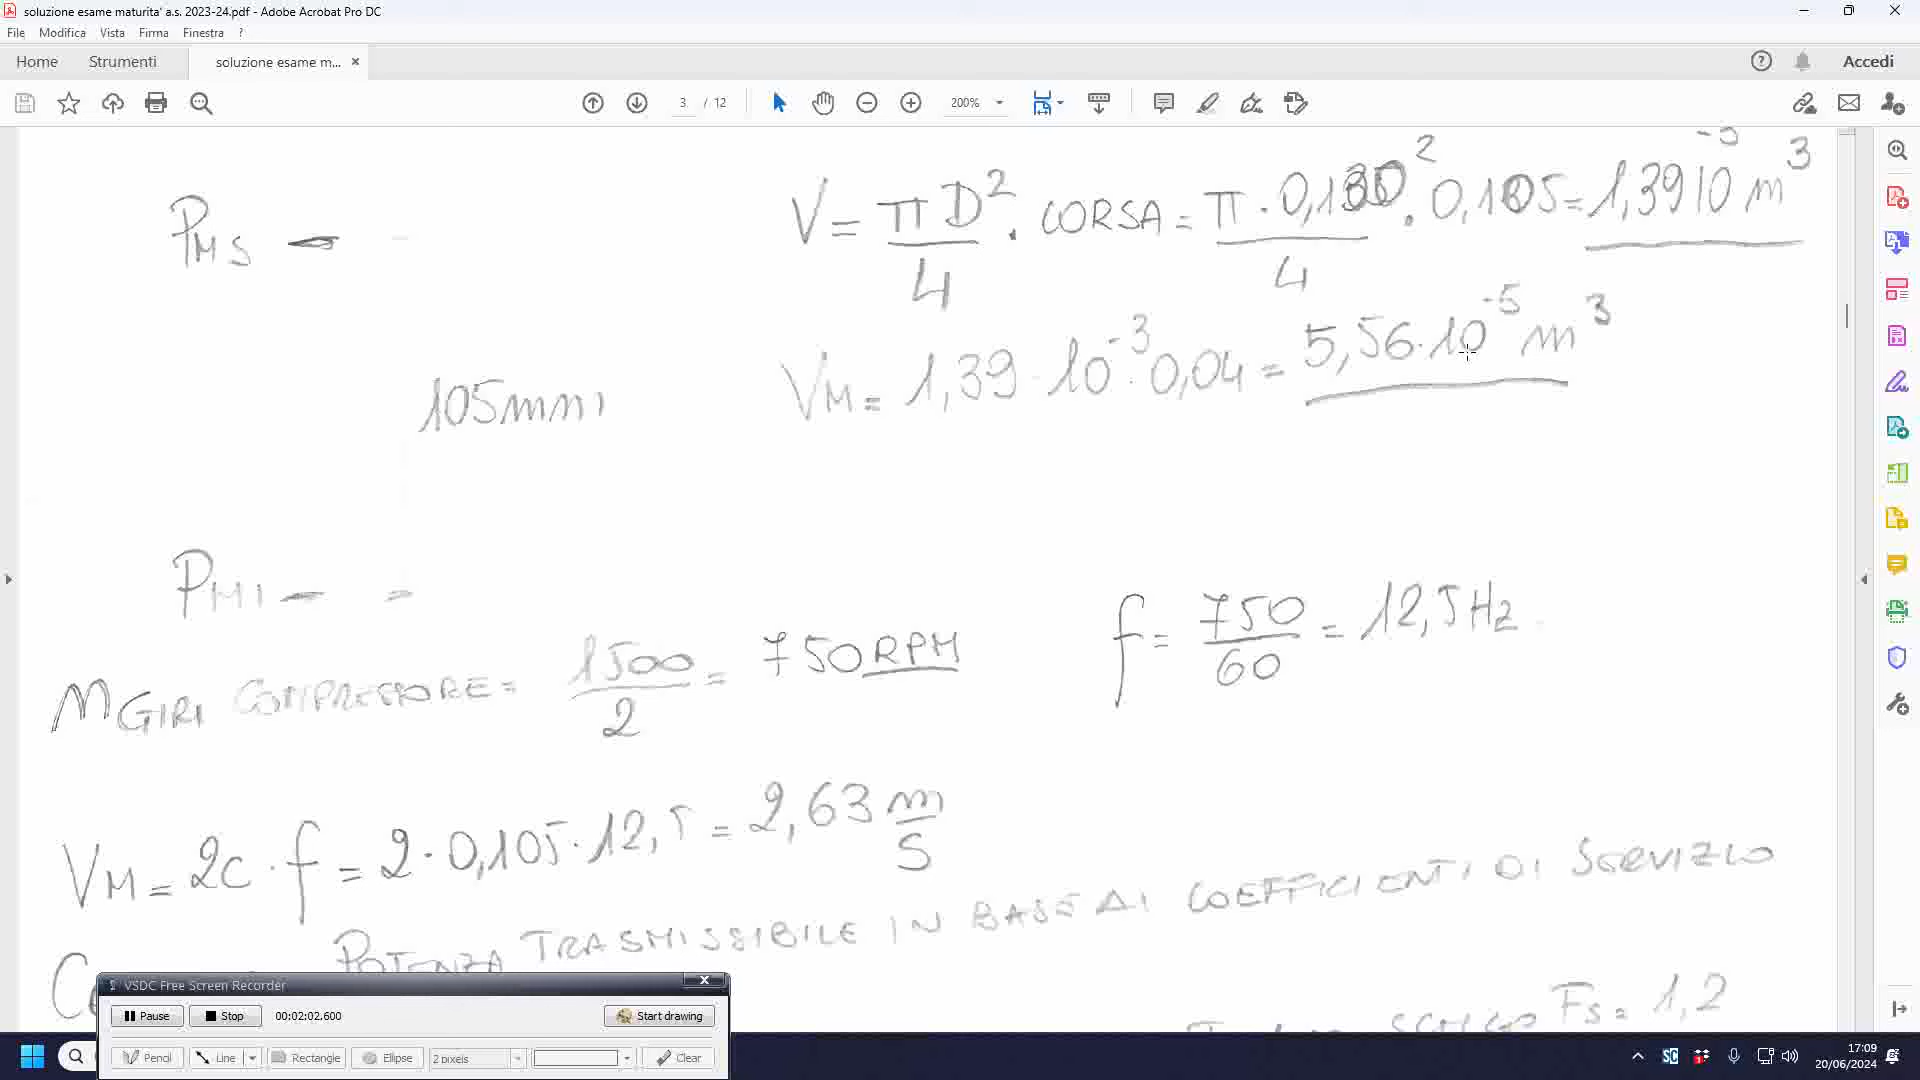 soluzione esame maturita' a.s. 2023-24.pdf - Adobe Acrobat Pro DC
File Modifica Vista Firma Finestra ?
Home Strumenti soluzione esame m... × Accedi
3 / 12 200%
PMS
V = πD²/4 · CORSA = π · 0,130²/4 · 0,105 = 1,39 10⁻³ m³
VM = 1,39 · 10⁻³ · 0,04 = 5,56 · 10⁻⁵ m³
105mm
PMI
f = 750/60 = 12,5 Hz
NGIRI COMPRESSORE = 1500/2 = 750 RPM
VM = 2c · f = 2 · 0,105 · 12,5 = 2,63 m/s
POTENZA TRASMISSIBILE IN BASE AI COEFFICIENTI DI SERVIZIO
Fs = 1,2
VSDC Free Screen Recorder
Pause Stop 00:02:02.600 Start drawing
Pencil Line Rectangle Ellipse 2 pixels Clear
17:09
20/06/2024